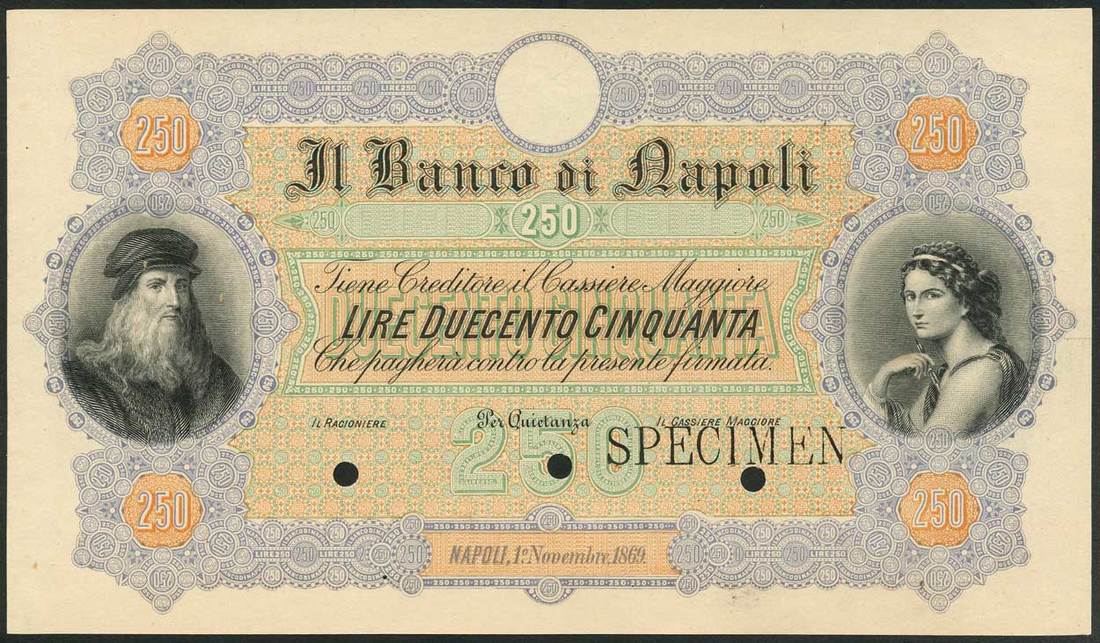 250 250
Il Banco di Napoli
250 250 250
Tiene Creditore il Cassiere Maggiore
LIRE DUECENTO CINQUANTA
DUECENTO CINQUANTA
Che pagherà contro la presente firmata.
IL RAGIONIERE Per Quietanza IL CASSIERE MAGGIORE
250
SPECIMEN
250 250
NAPOLI, 1º Novembre, 1869